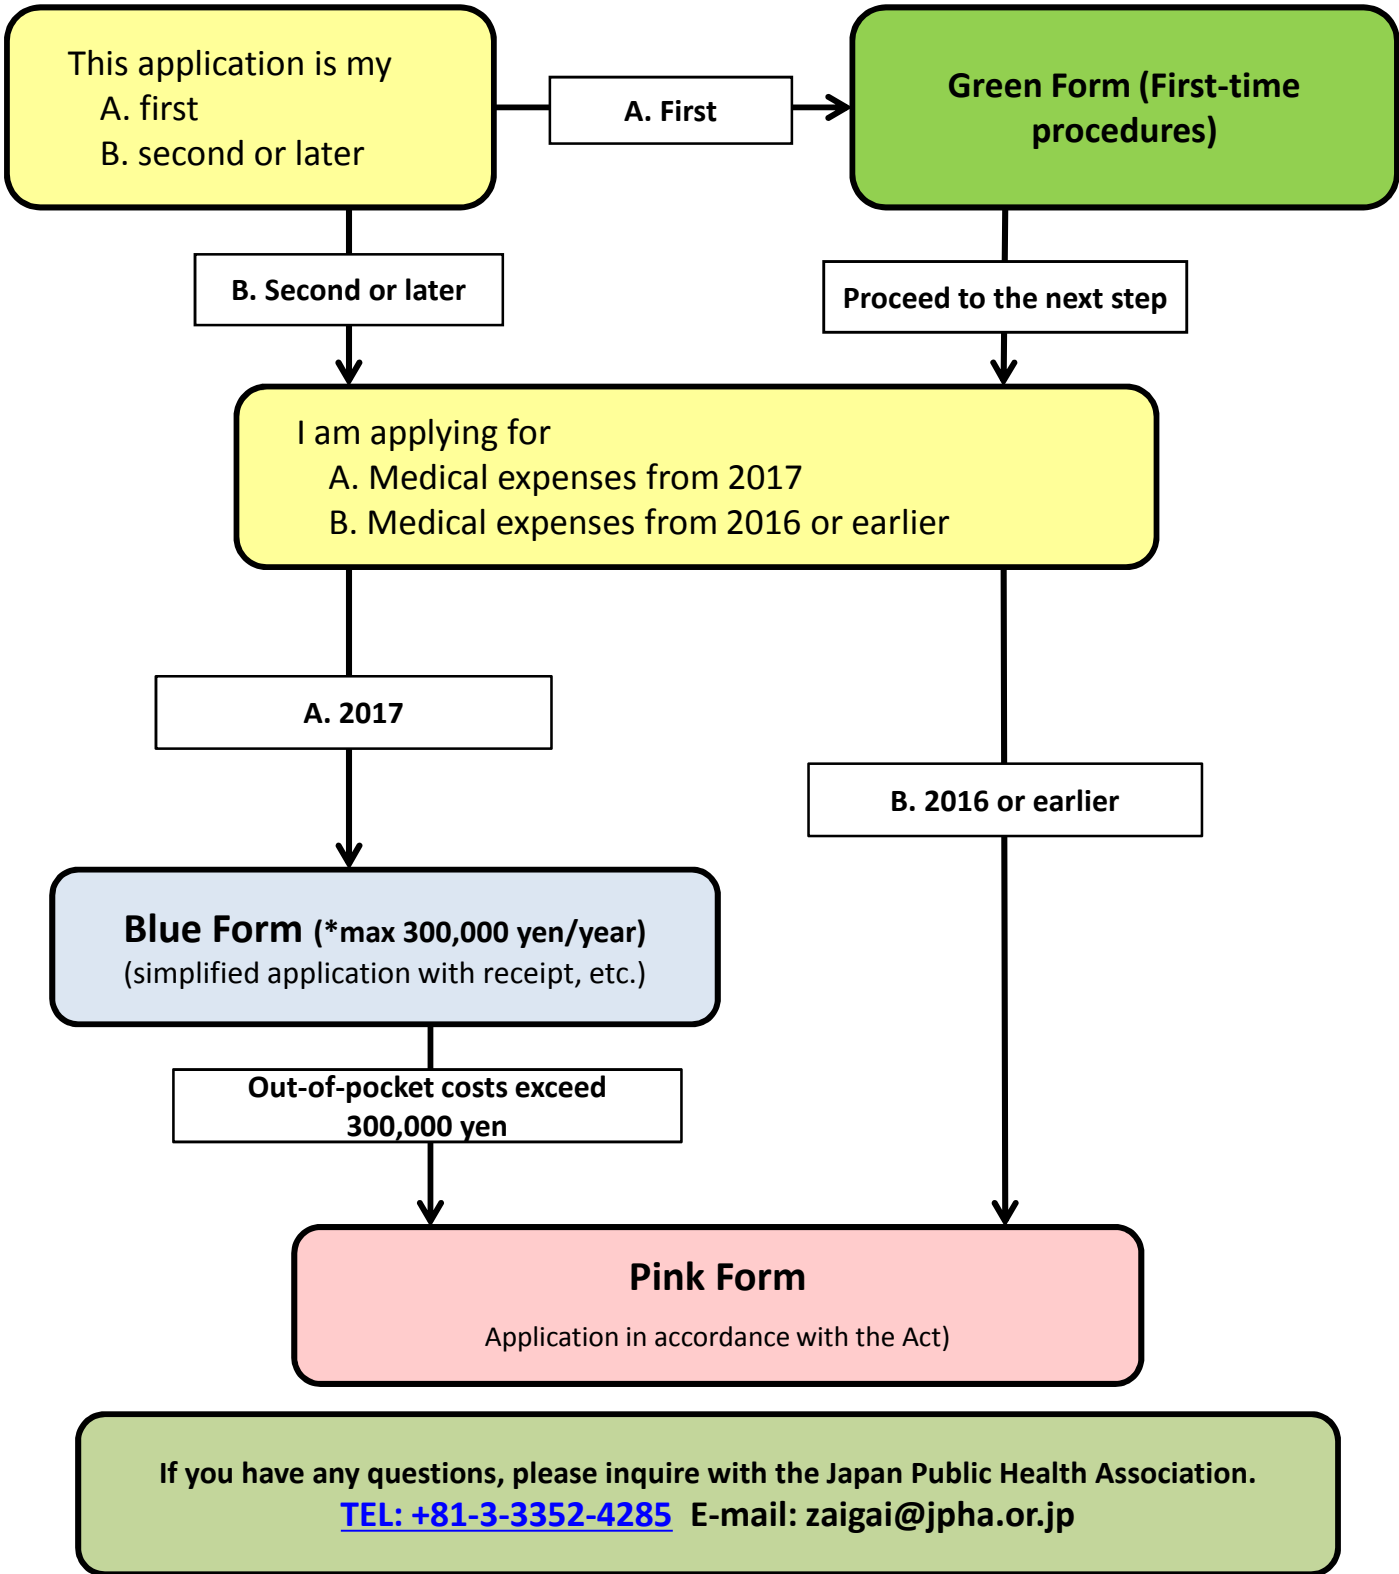 This application is my
A. first
B. second or later
A. First
Green Form (First-time
procedures)
B. Second or later
Proceed to the next step
I am applying for
A. Medical expenses from 2017
B. Medical expenses from 2016 or earlier
A. 2017
B. 2016 or earlier
Blue Form (*max 300,000 yen/year)
(simplified application with receipt, etc.)
Out-of-pocket costs exceed
300,000 yen
Pink Form
Application in accordance with the Act)
If you have any questions, please inquire with the Japan Public Health Association.
TEL: +81-3-3352-4285 E-mail: zaigai@jpha.or.jp